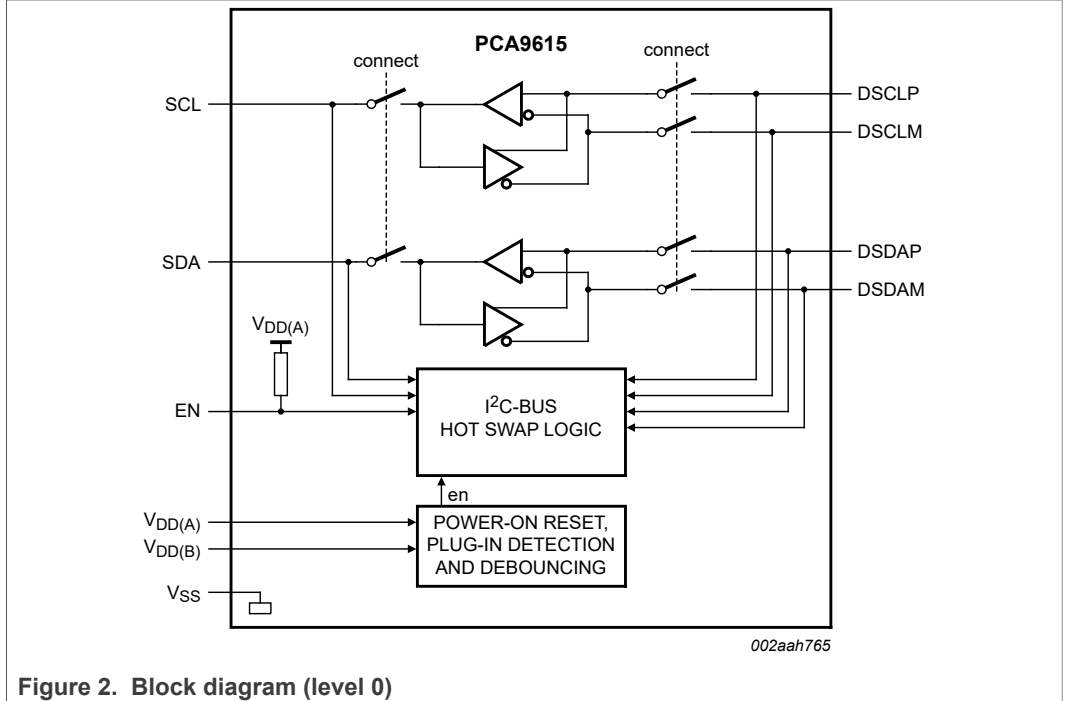 PCA9615
connect
connect
SCL
DSCLP
DSCLM
SDA
DSDAP
DSDAM
VDD(A)
EN
I2C-BUS
HOT SWAP LOGIC
en
VDD(A)
VDD(B)
POWER-ON RESET,
PLUG-IN DETECTION
AND DEBOUNCING
VSS
002aah765
Figure 2. Block diagram (level 0)